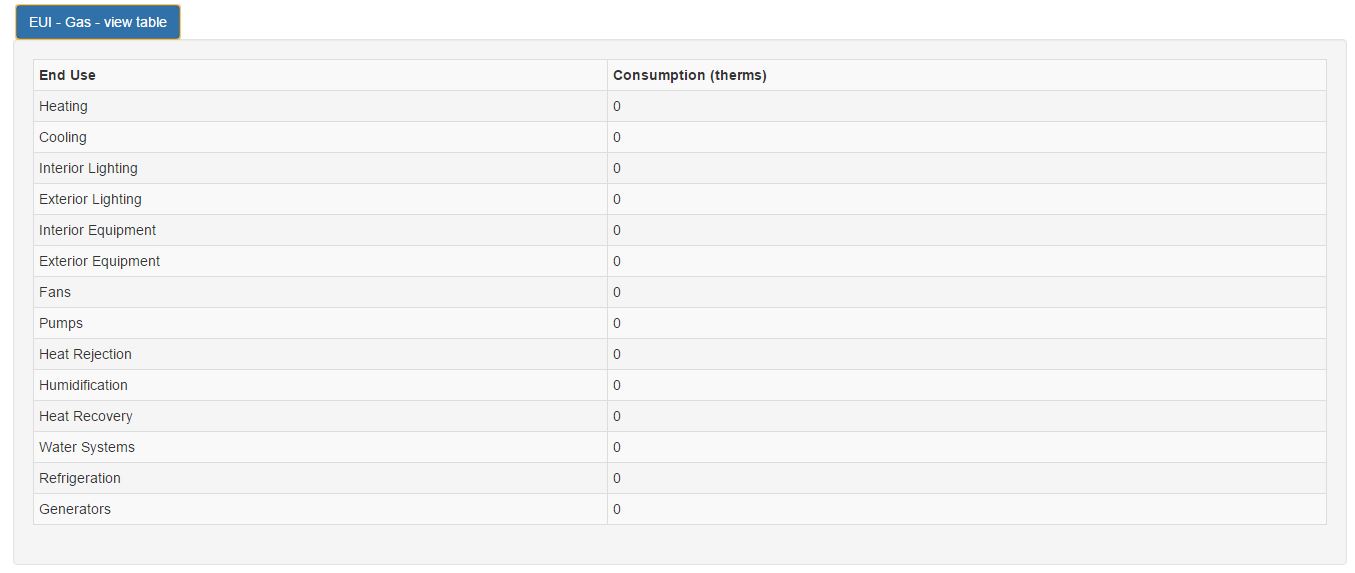 EUI - Gas - view table
End Use Consumption (therms)
Heating 0
Cooling 0
Interior Lighting 0
Exterior Lighting 0
Interior Equipment 0
Exterior Equipment 0
Fans 0
Pumps 0
Heat Rejection 0
Humidification 0
Heat Recovery 0
Water Systems 0
Refrigeration 0
Generators 0